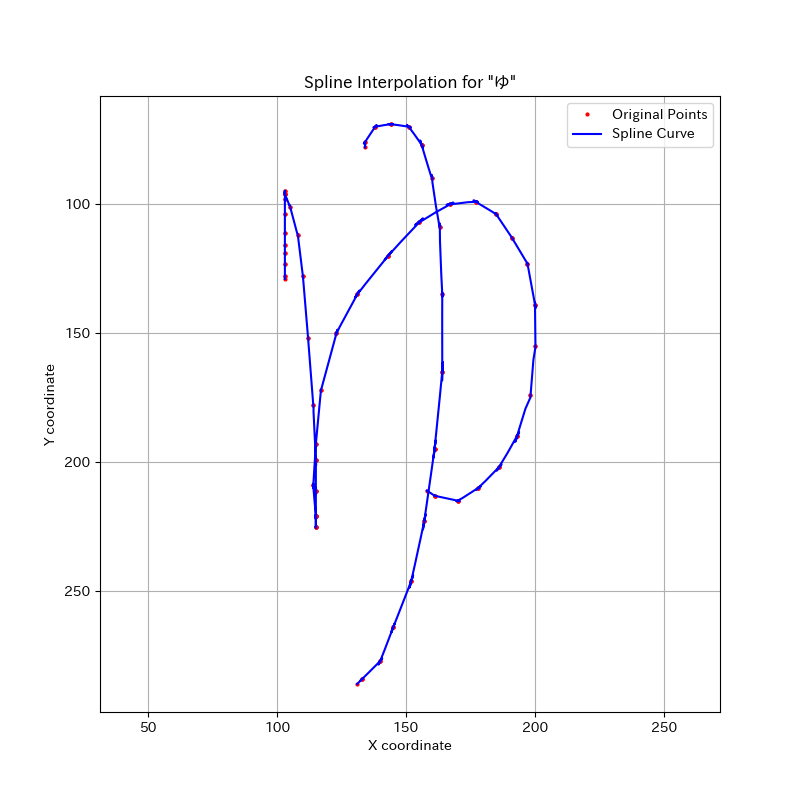 Spline Interpolation for "ゆ"
Original Points
Spline Curve
100
150
200
250
Y coordinate
50 100 150 200 250
X coordinate
ゆ